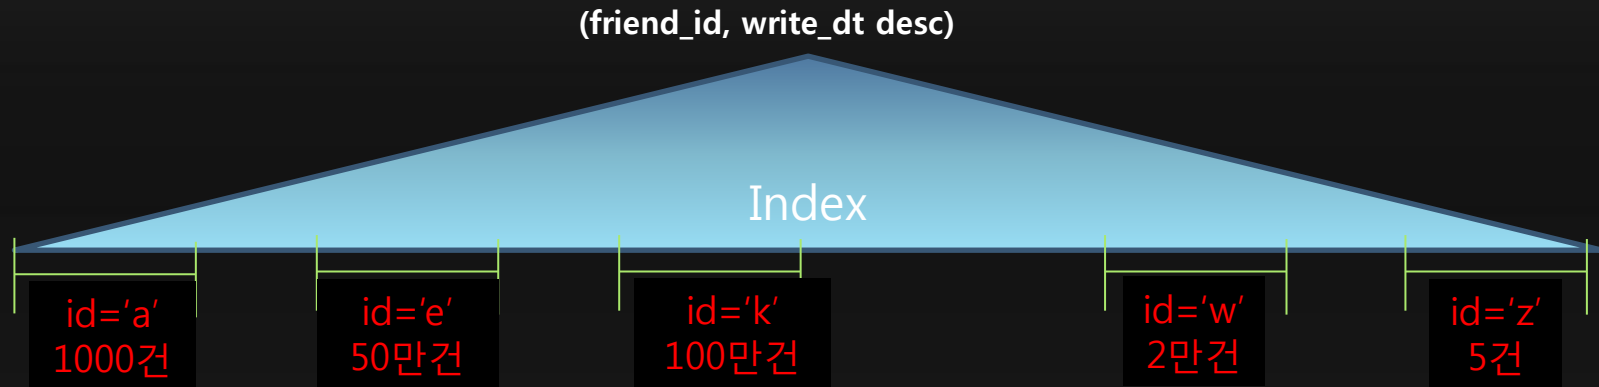 (friend_id, write_dt desc)
Index
id=‘a’
1000건
id=‘e’
50만건
id=‘k’
100만건
id=‘w’
2만건
id=‘z’
5건